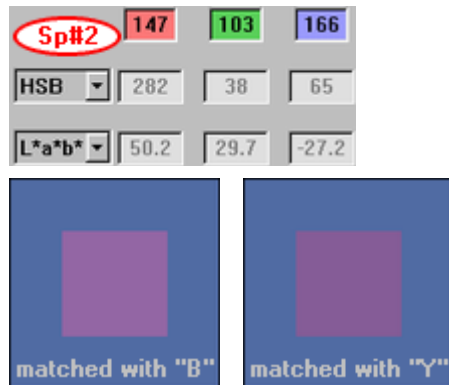 Sp#2 147 103 166
HSB 282 38 65
L*a*b* 50.2 29.7 -27.2
matched with "B" matched with "Y"